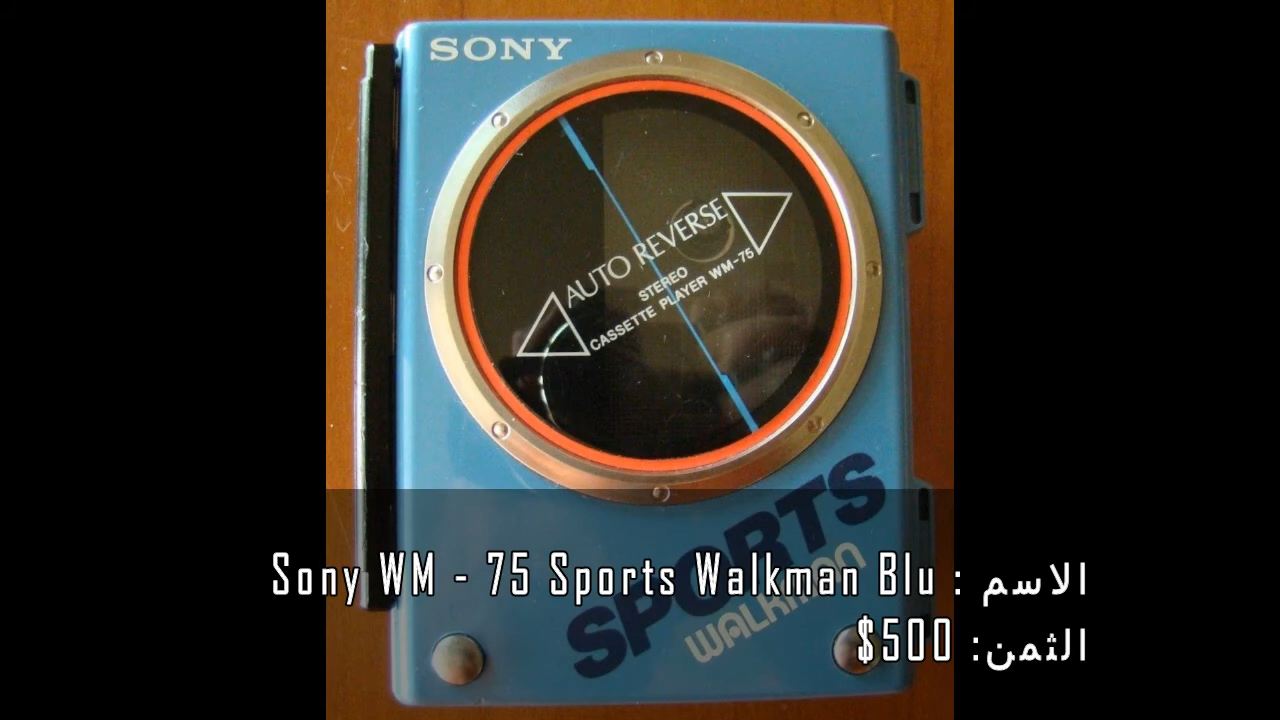 SONY
AUTO REVERSE
STEREO
CASSETTE PLAYER WM-75
SPORTS
WALKMAN
الاسم : Sony WM - 75 Sports Walkman Blu
الثمن: 500$